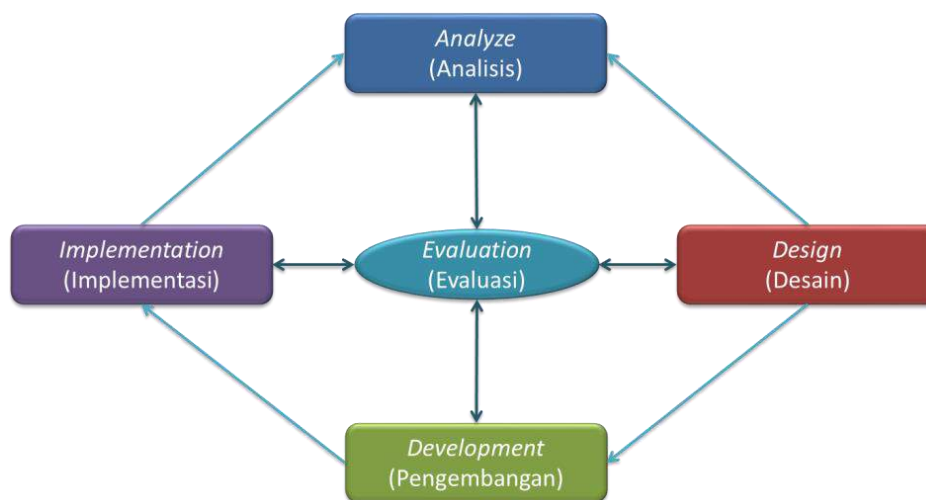 Analyze
(Analisis)
Implementation
(Implementasi)
Evaluation
(Evaluasi)
Design
(Desain)
Development
(Pengembangan)